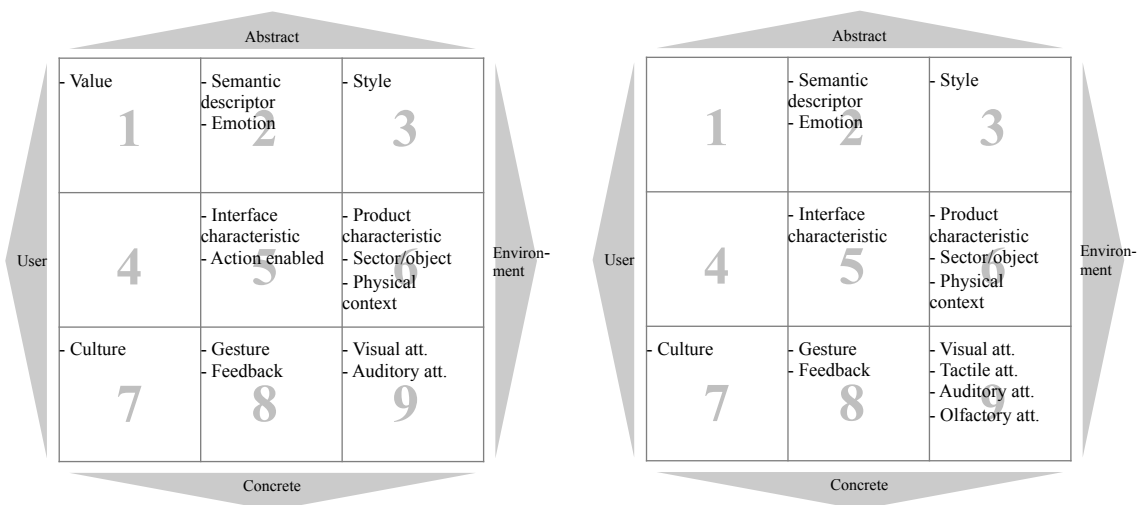 Abstract
- Value
- Semantic
descriptor
- Emotion
- Style
1
2
3
- Interface
characteristic
- Action enabled
- Product
characteristic
- Sector/object
- Physical
context
User
4
5
6
Environ-
ment
- Culture
- Gesture
- Feedback
- Visual att.
- Auditory att.
7
8
9
Concrete
Abstract
- Semantic
descriptor
- Emotion
- Style
1
2
3
- Interface
characteristic
- Product
characteristic
- Sector/object
- Physical
context
User
4
5
6
Environ-
ment
- Culture
- Gesture
- Feedback
- Visual att.
- Tactile att.
- Auditory att.
- Olfactory att.
7
8
9
Concrete